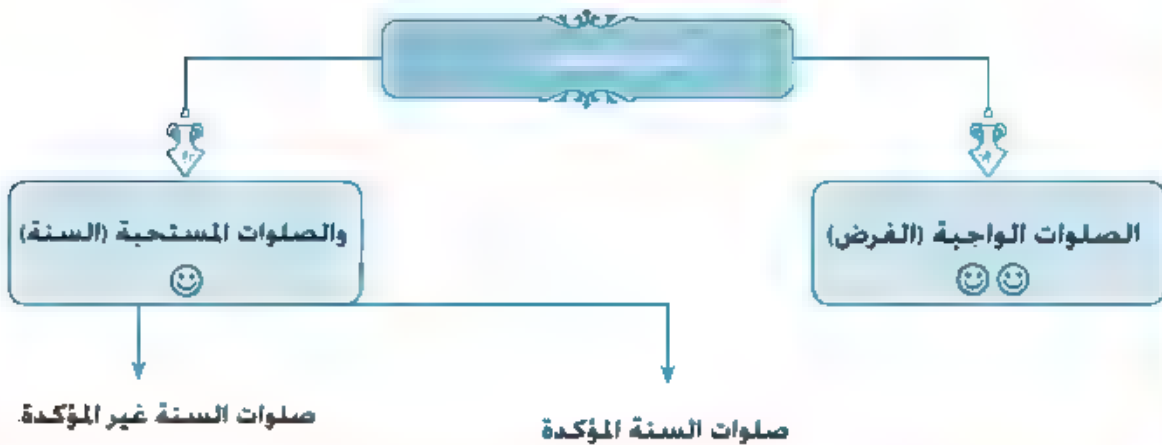 الصلوات الواجبة (الفرض)
والصلوات المستحبة (السنة)
صلوات السنة المؤكدة
صلوات السنة غير المؤكدة